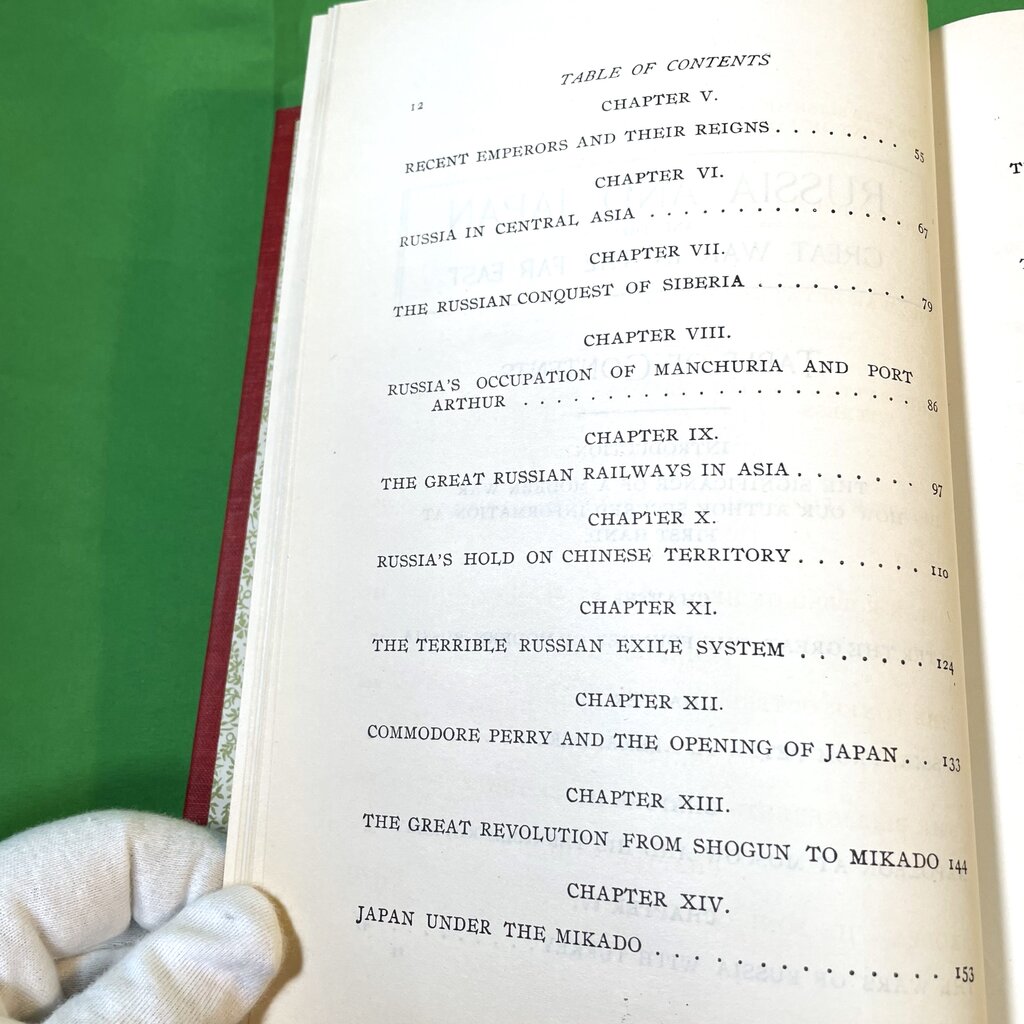 TABLE OF CONTENTS
12
CHAPTER V.
RECENT EMPERORS AND THEIR REIGNS . . . . . . . 55
CHAPTER VI.
RUSSIA IN CENTRAL ASIA . . . . . . . . . . . . . . 67
CHAPTER VII.
THE RUSSIAN CONQUEST OF SIBERIA . . . . . . . . . 79
CHAPTER VIII.
RUSSIA'S OCCUPATION OF MANCHURIA AND PORT
ARTHUR . . . . . . . . . . . . . . . . . . . . . . 86
CHAPTER IX.
THE GREAT RUSSIAN RAILWAYS IN ASIA . . . . . . . 97
CHAPTER X.
RUSSIA'S HOLD ON CHINESE TERRITORY . . . . . . . 110
CHAPTER XI.
THE TERRIBLE RUSSIAN EXILE SYSTEM . . . . . . . 124
CHAPTER XII.
COMMODORE PERRY AND THE OPENING OF JAPAN . . 133
CHAPTER XIII.
THE GREAT REVOLUTION FROM SHOGUN TO MIKADO 144
CHAPTER XIV.
JAPAN UNDER THE MIKADO . . . . . . . . . . . . . . 153